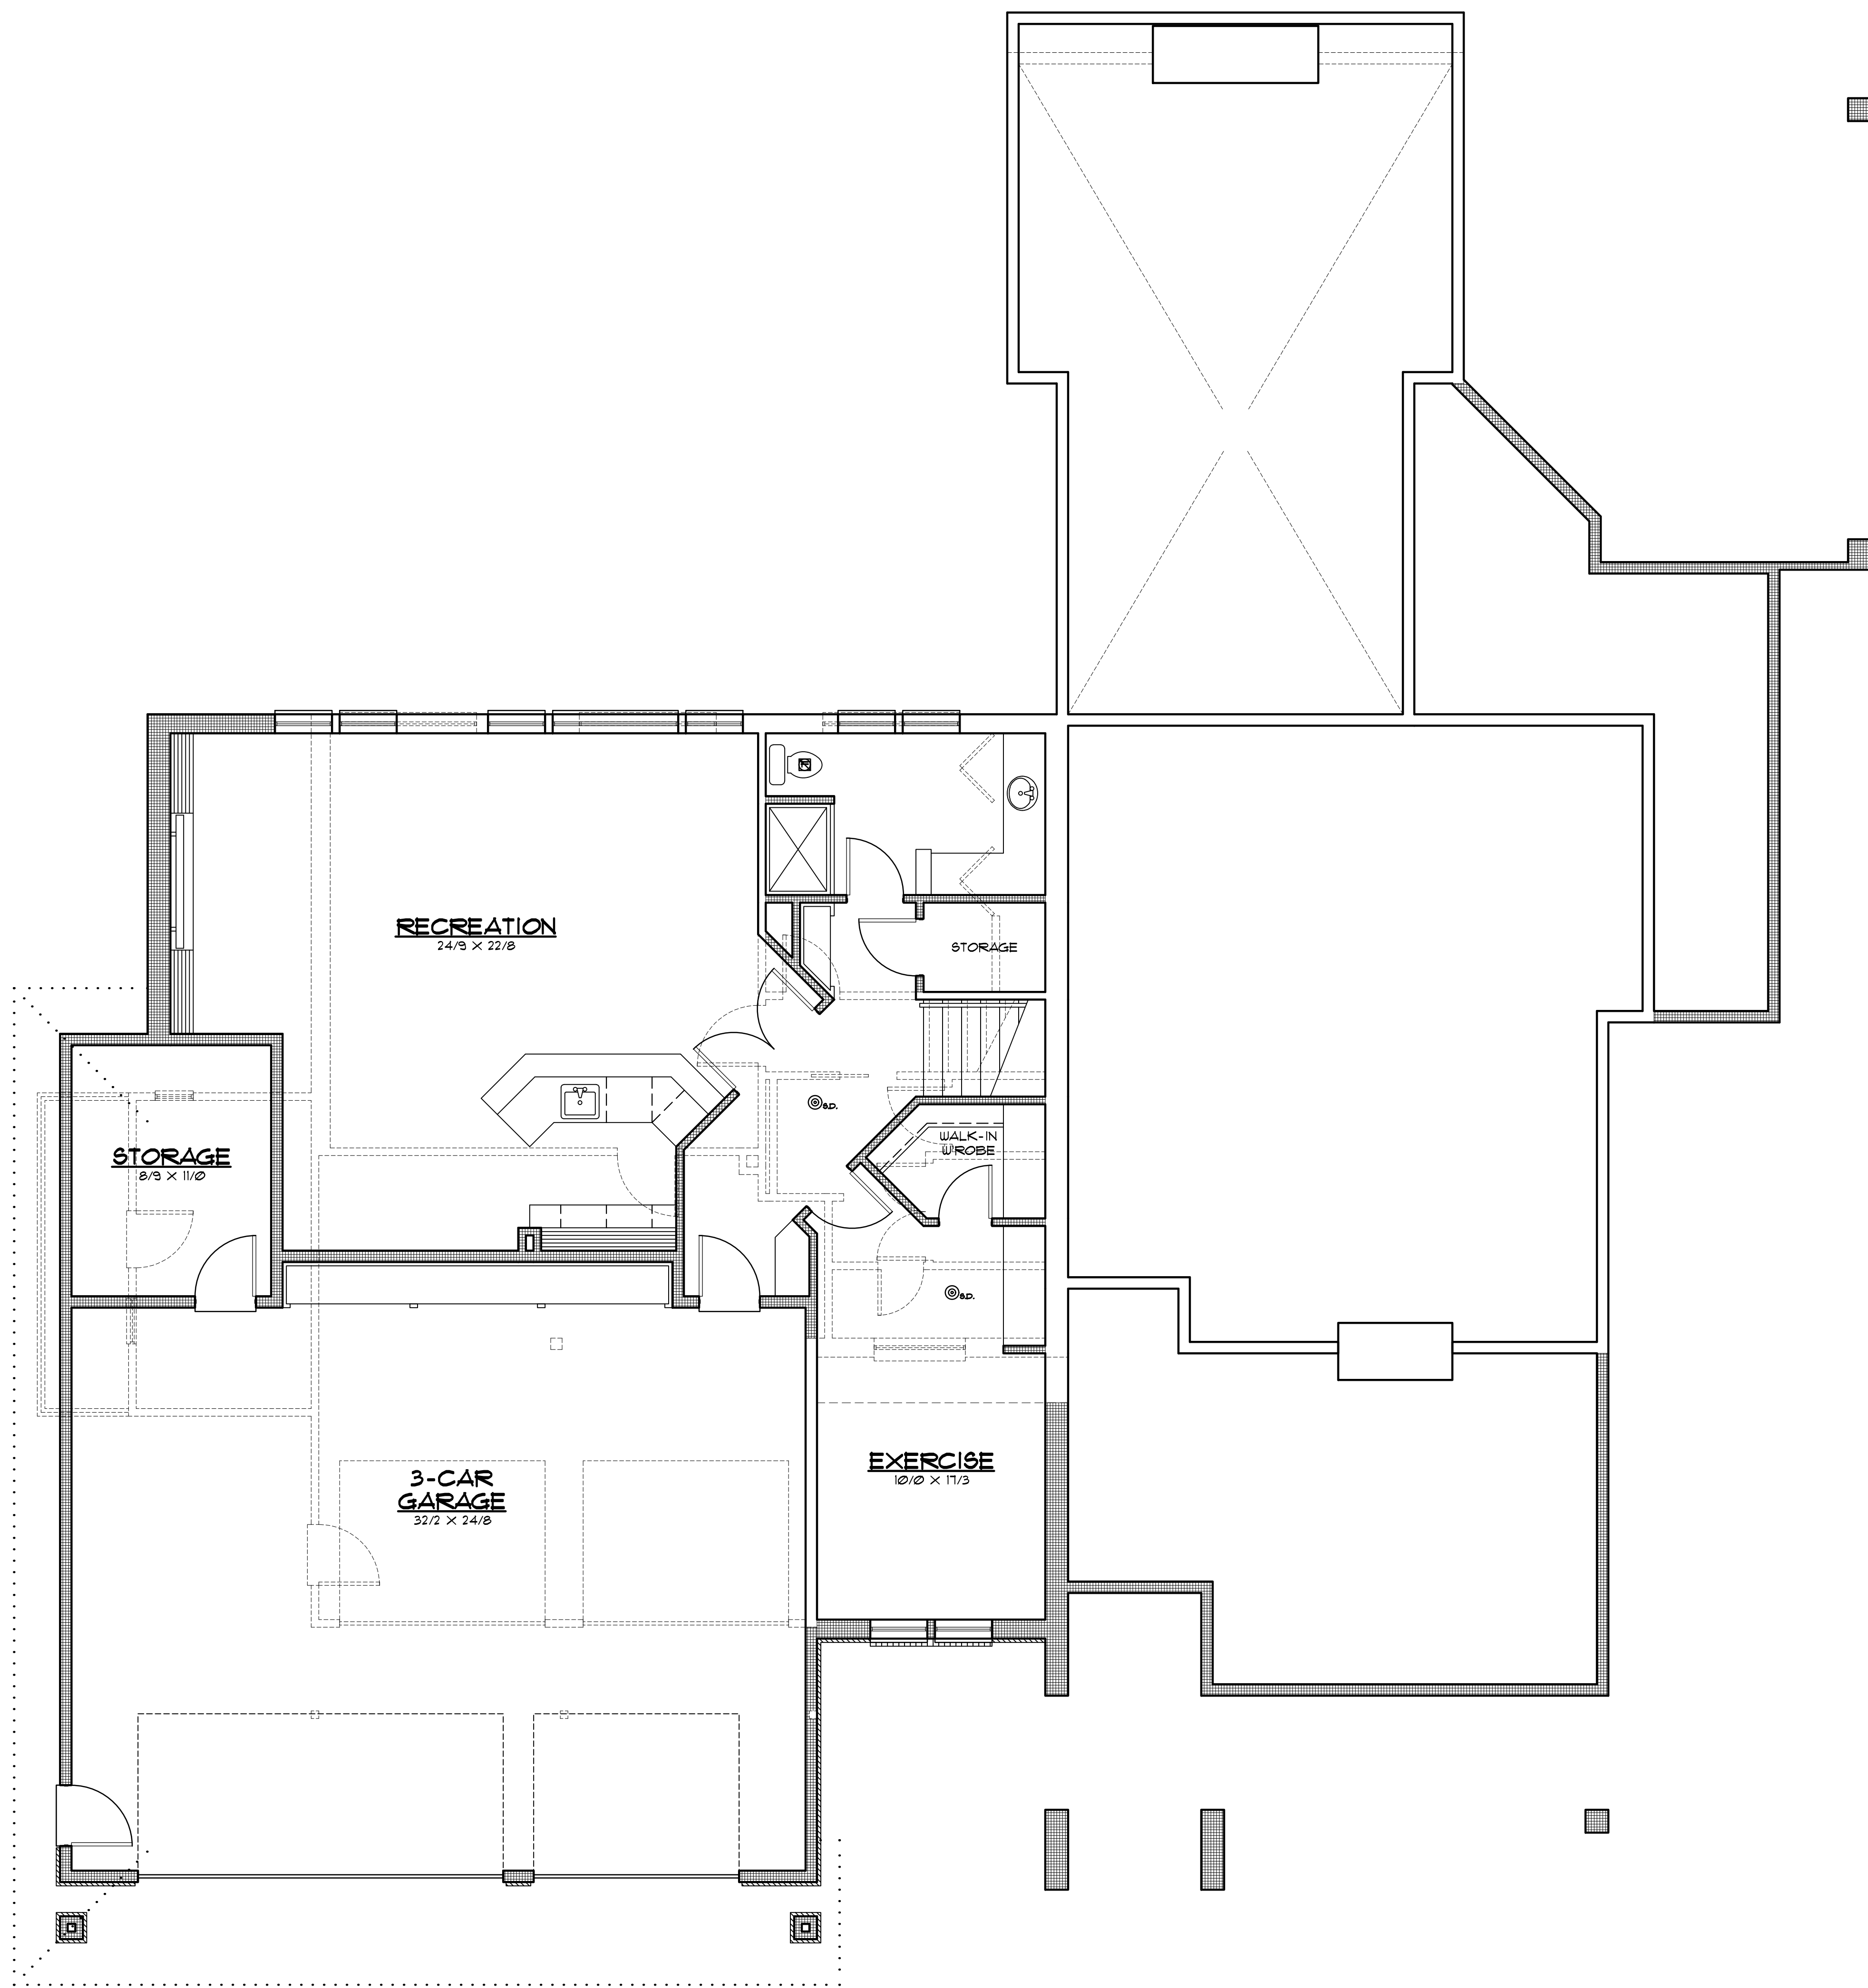 RECREATION
24/9 X 22/8
STORAGE
S.D.
WALK-IN
W'ROBE
STORAGE
8/9 X 11/0
S.D.
EXERCISE
10/0 X 17/3
3-CAR
GARAGE
32/2 X 24/8